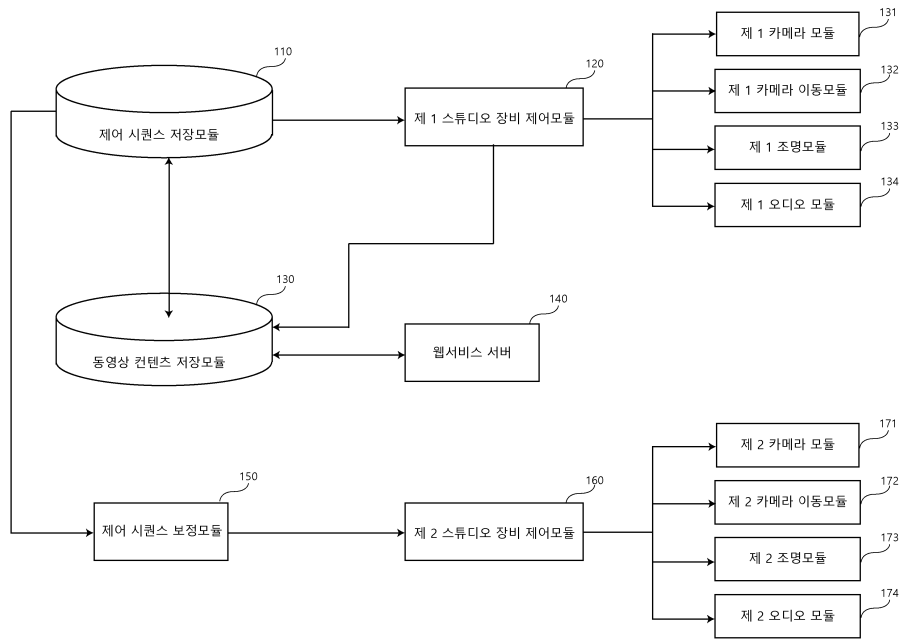 110
제어 시퀀스 저장모듈
120
제 1 스튜디오 장비 제어모듈
131
제 1 카메라 모듈
132
제 1 카메라 이동모듈
133
제 1 조명모듈
134
제 1 오디오 모듈
130
동영상 컨텐츠 저장모듈
140
웹서비스 서버
150
제어 시퀀스 보정모듈
160
제 2 스튜디오 장비 제어모듈
171
제 2 카메라 모듈
172
제 2 카메라 이동모듈
173
제 2 조명모듈
174
제 2 오디오 모듈